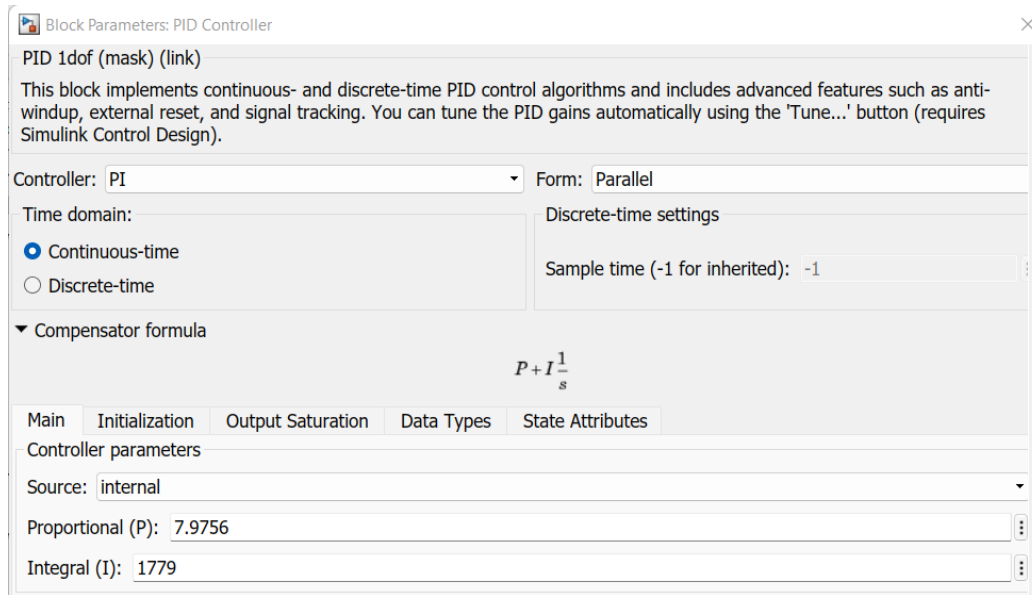 Block Parameters: PID Controller
PID 1dof (mask) (link)
This block implements continuous- and discrete-time PID control algorithms and includes advanced features such as anti-
windup, external reset, and signal tracking. You can tune the PID gains automatically using the 'Tune...' button (requires
Simulink Control Design).
Controller: PI Form: Parallel
Time domain: Discrete-time settings
Continuous-time
Sample time (-1 for inherited): -1
Discrete-time
Compensator formula
P + I 1/s
Main Initialization Output Saturation Data Types State Attributes
Controller parameters
Source: internal
Proportional (P): 7.9756
Integral (I): 1779